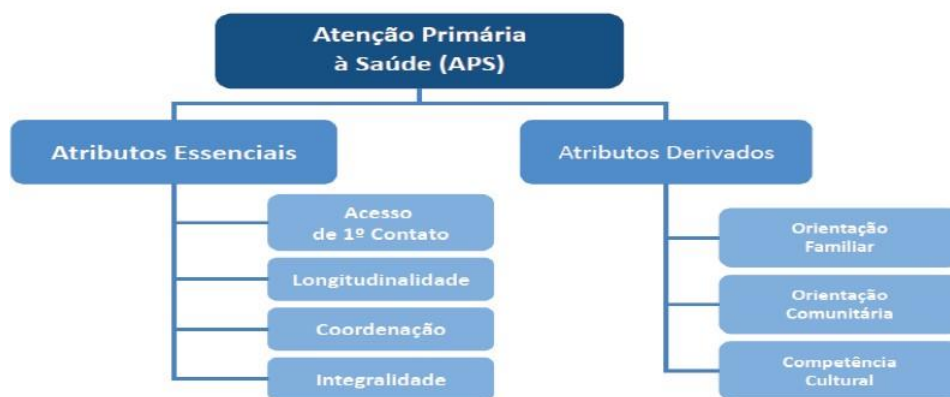 Atenção Primária
à Saúde (APS)
Atributos Essenciais
Atributos Derivados
Acesso
de 1º Contato
Longitudinalidade
Coordenação
Integralidade
Orientação
Familiar
Orientação
Comunitária
Competência
Cultural